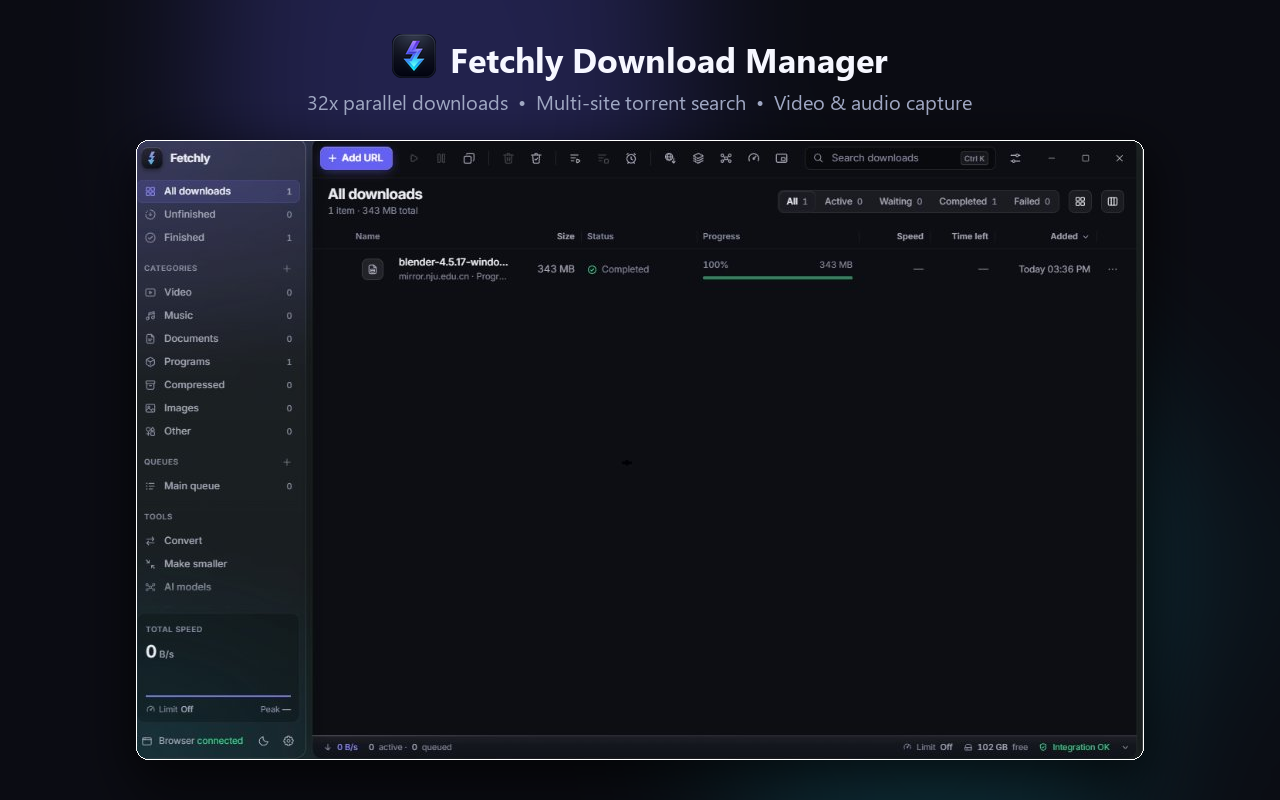 Fetchly Download Manager
32x parallel downloads • Multi-site torrent search • Video & audio capture
Fetchly
All downloads 1
Unfinished 0
Finished 1
CATEGORIES +
Video 0
Music 0
Documents 0
Programs 1
Compressed 0
Images 0
Other 0
QUEUES +
Main queue 0
TOOLS
Convert
Make smaller
AI models
TOTAL SPEED
0 B/s
Limit Off Peak —
Browser connected
+ Add URL
Search downloads Ctrl K
All downloads
1 item · 343 MB total
All 1 Active 0 Waiting 0 Completed 1 Failed 0
Name Size Status Progress Speed Time left Added
blender-4.5.17-windo... 343 MB Completed 100% 343 MB — — Today 03:36 PM ...
mirror.nju.edu.cn · Progr...
0 B/s 0 active · 0 queued
Limit Off 102 GB free Integration OK